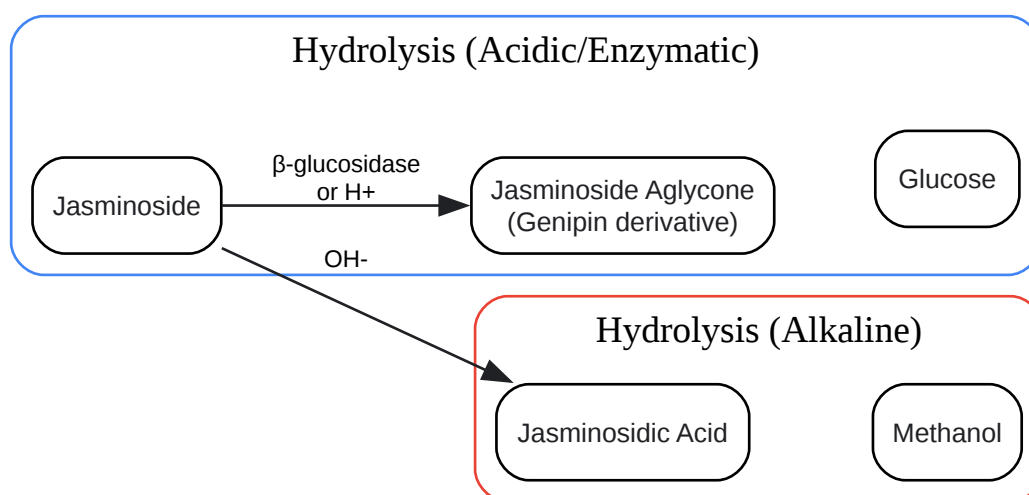 Hydrolysis (Acidic/Enzymatic)
Jasminoside
β-glucosidase
or H+
Jasminoside Aglycone
(Genipin derivative)
Glucose
OH-
Hydrolysis (Alkaline)
Jasminosidic Acid
Methanol